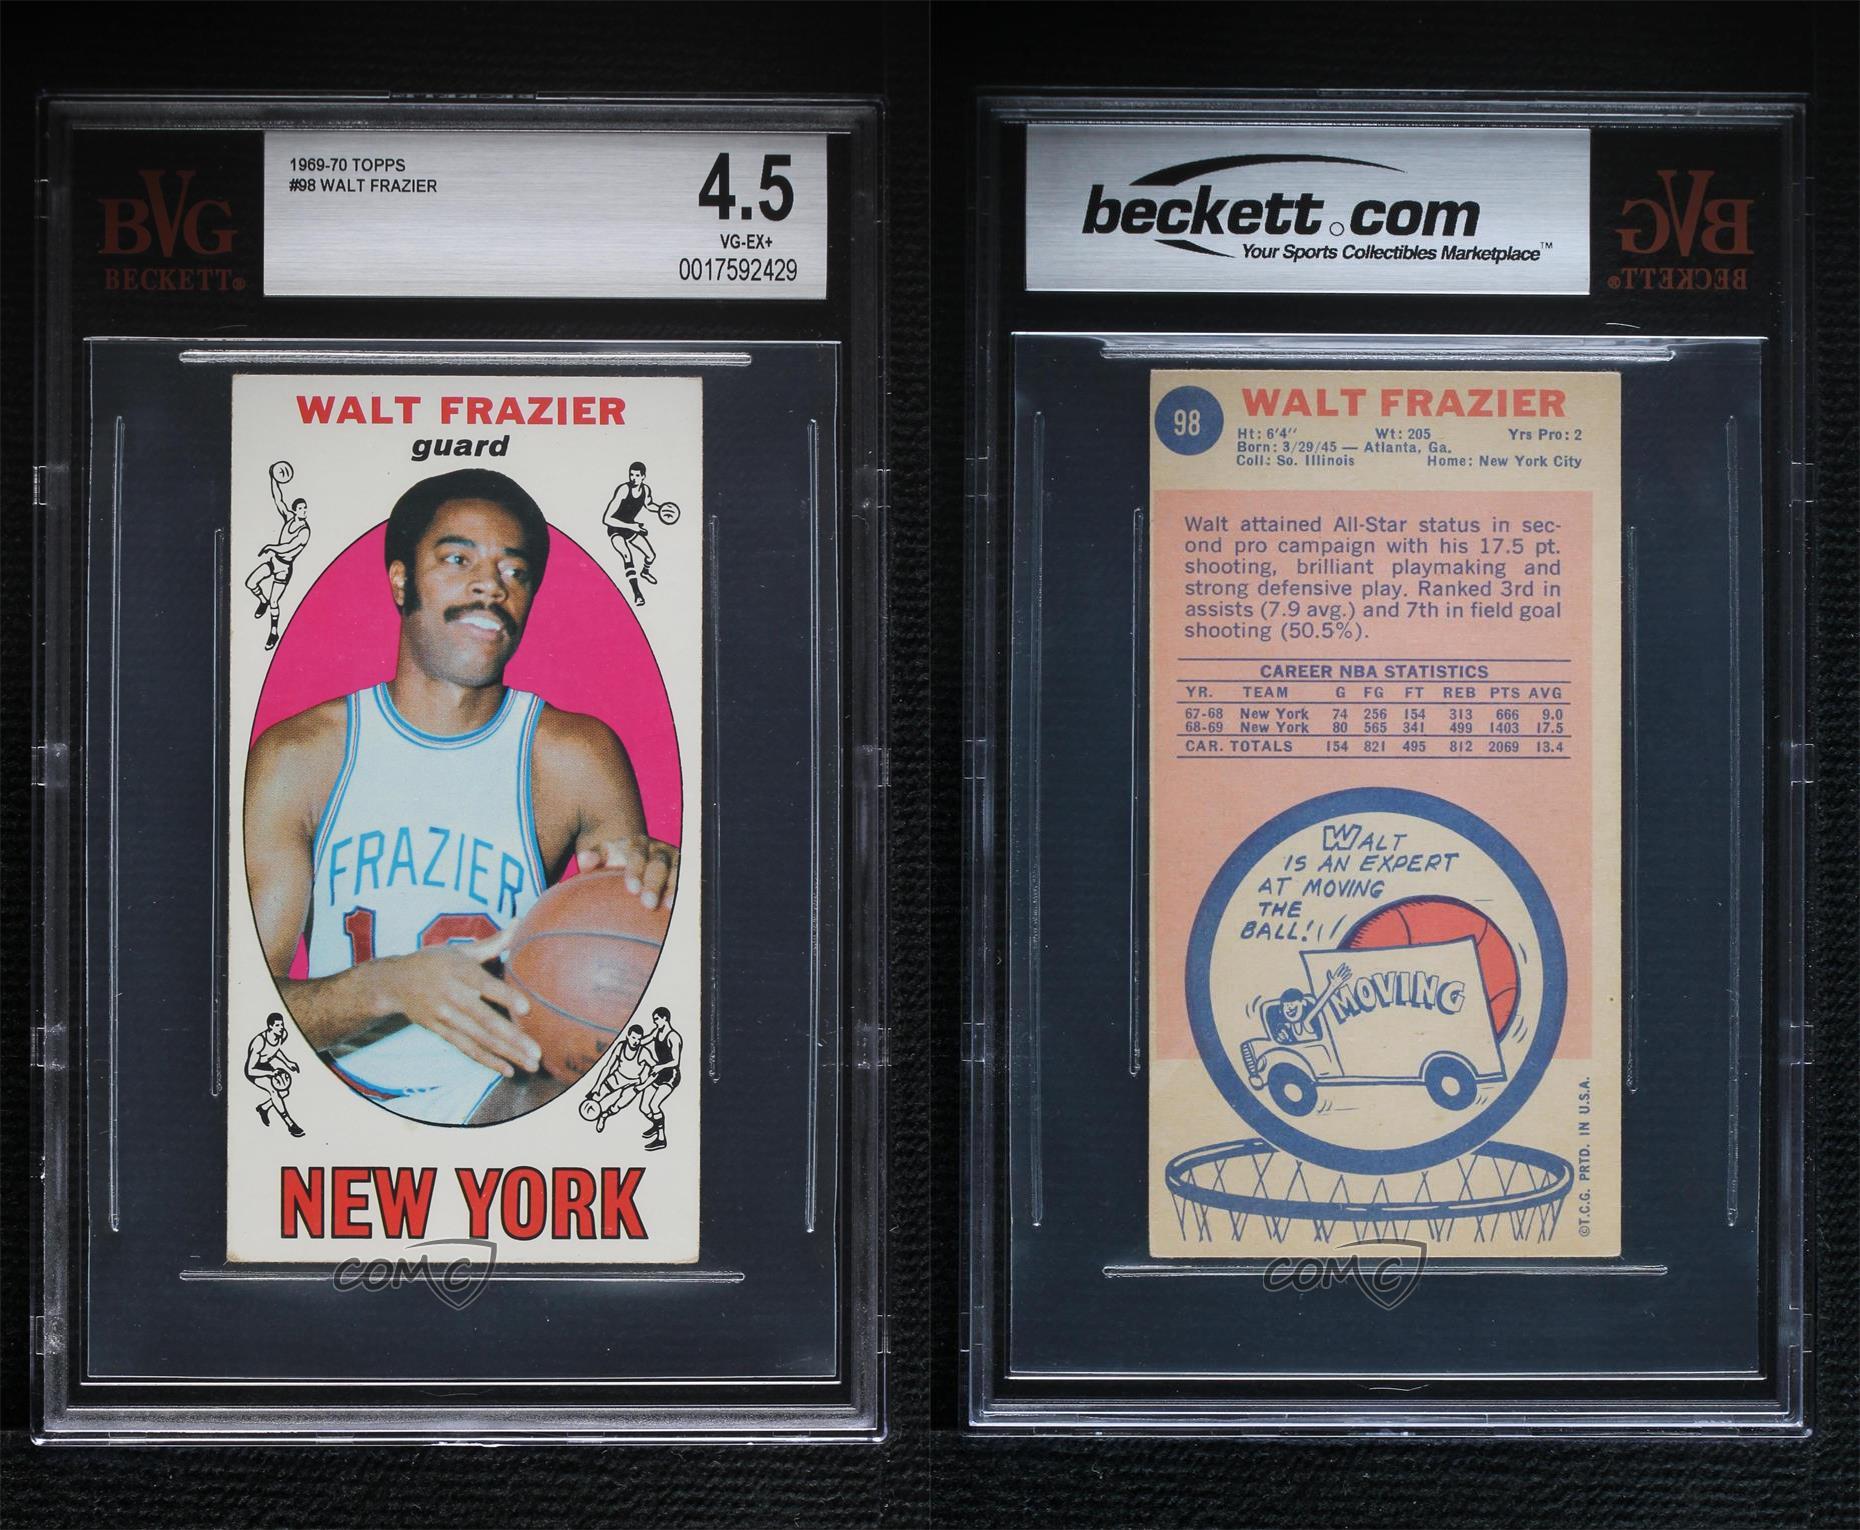 BVG
BECKETT®
1969-70 TOPPS
#98 WALT FRAZIER
4.5
VG-EX+
0017592429
WALT FRAZIER
guard
FRAZIER
10
NEW YORK
COMC
beckett.com
Your Sports Collectibles Marketplace™
BVG
BECKETT®
98
WALT FRAZIER
Ht: 6'4" Wt: 205 Yrs Pro: 2
Born: 3/29/45 — Atlanta, Ga.
Coll: So. Illinois Home: New York City
Walt attained All-Star status in sec-
ond pro campaign with his 17.5 pt.
shooting, brilliant playmaking and
strong defensive play. Ranked 3rd in
assists (7.9 avg.) and 7th in field goal
shooting (50.5%).
CAREER NBA STATISTICS
YR. TEAM G FG FT REB PTS AVG
67-68 New York 74 256 154 313 666 9.0
68-69 New York 80 565 341 499 1403 17.5
CAR. TOTALS 154 821 495 812 2069 13.4
WALT
IS AN EXPERT
AT MOVING
THE
BALL!
MOVING
©T.C.G. PRTD. IN U.S.A.
COMC